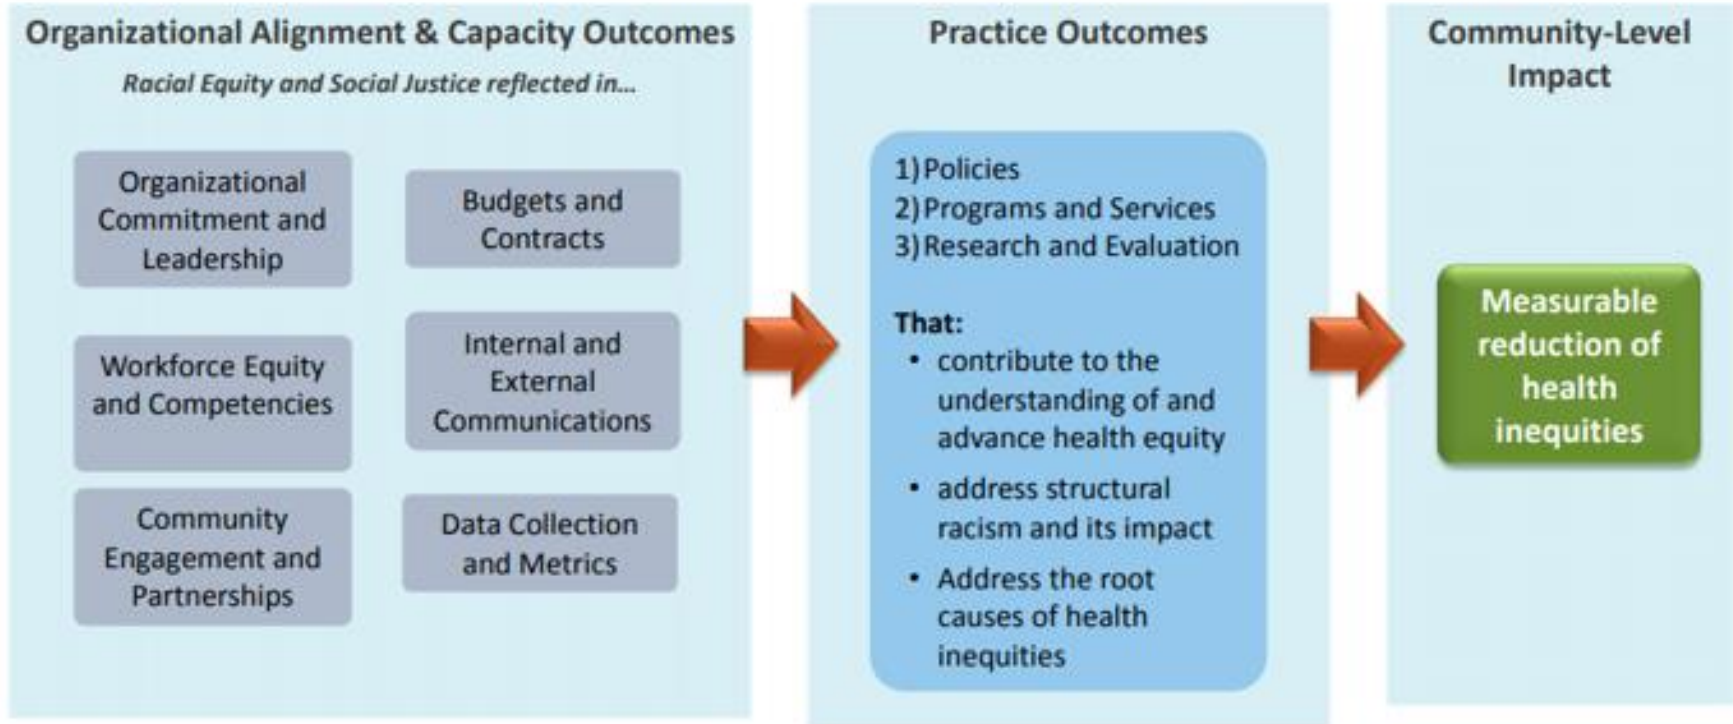 Organizational Alignment & Capacity Outcomes
Racial Equity and Social Justice reflected in...
Organizational
Commitment and
Leadership
Budgets and
Contracts
Workforce Equity
and Competencies
Internal and
External
Communications
Community
Engagement and
Partnerships
Data Collection
and Metrics
Practice Outcomes
1) Policies
2) Programs and Services
3) Research and Evaluation
That:
• contribute to the
understanding of and
advance health equity
• address structural
racism and its impact
• Address the root
causes of health
inequities
Community-Level
Impact
Measurable
reduction of
health
inequities